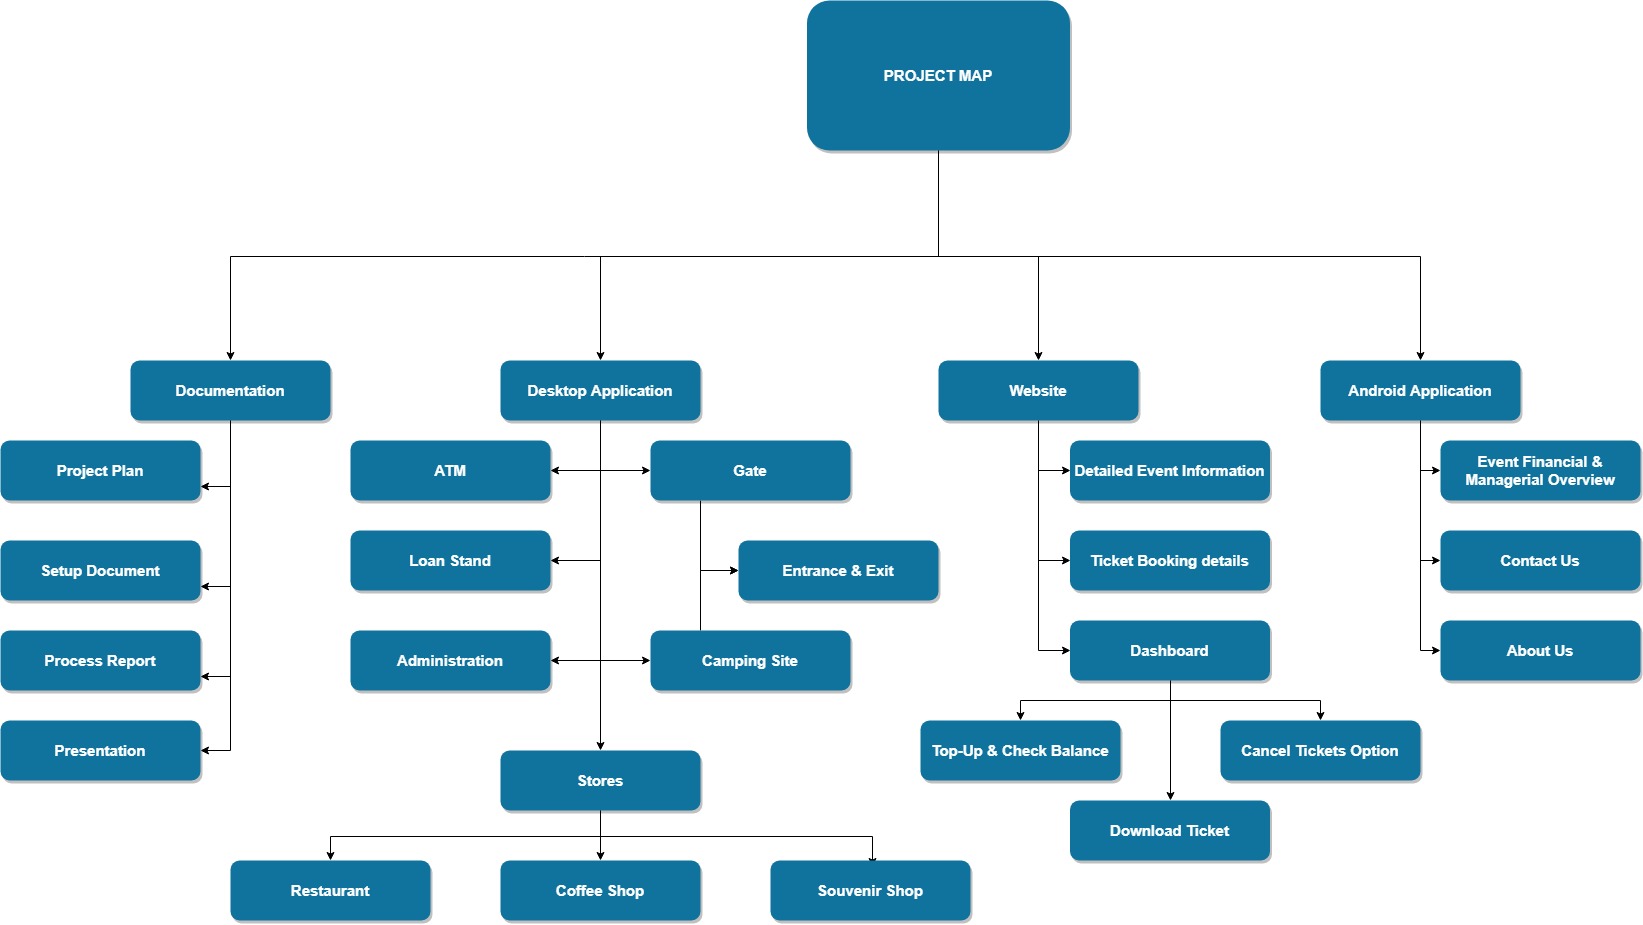 PROJECT MAP
Documentation
Desktop Application
Website
Android Application
Project Plan
ATM
Gate
Detailed Event Information
Event Financial &
Managerial Overview
Setup Document
Loan Stand
Entrance & Exit
Ticket Booking details
Contact Us
Process Report
Administration
Camping Site
Dashboard
About Us
Presentation
Stores
Top-Up & Check Balance
Cancel Tickets Option
Download Ticket
Restaurant
Coffee Shop
Souvenir Shop